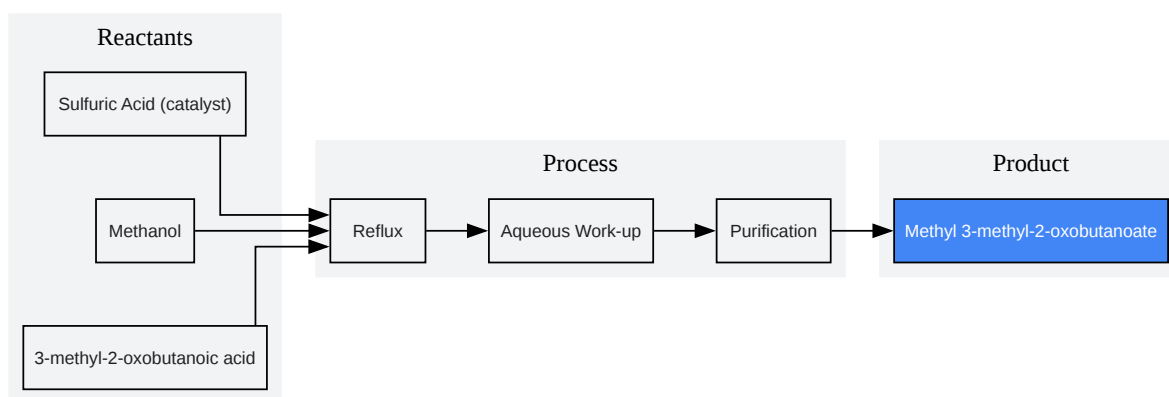 Reactants
Sulfuric Acid (catalyst)
Methanol
3-methyl-2-oxobutanoic acid
Process
Reflux
Aqueous Work-up
Purification
Product
Methyl 3-methyl-2-oxobutanoate